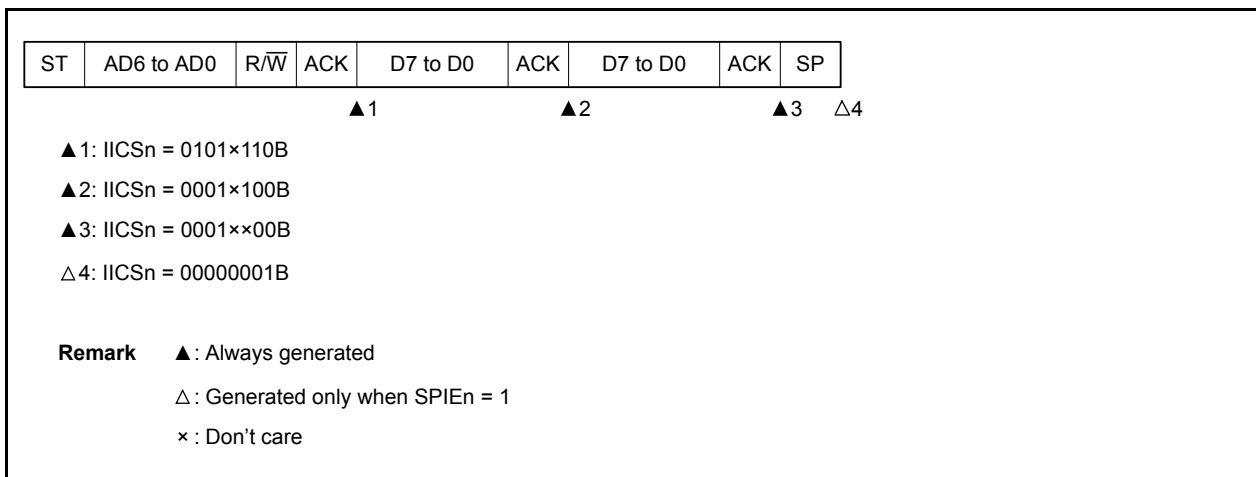 ST AD6 to AD0 R/W̅ ACK D7 to D0 ACK D7 to D0 ACK SP
▲1 ▲2 ▲3 △4
▲1: IICSn = 0101×110B
▲2: IICSn = 0001×100B
▲3: IICSn = 0001××00B
△4: IICSn = 00000001B
Remark ▲: Always generated
△: Generated only when SPIEn = 1
×: Don't care